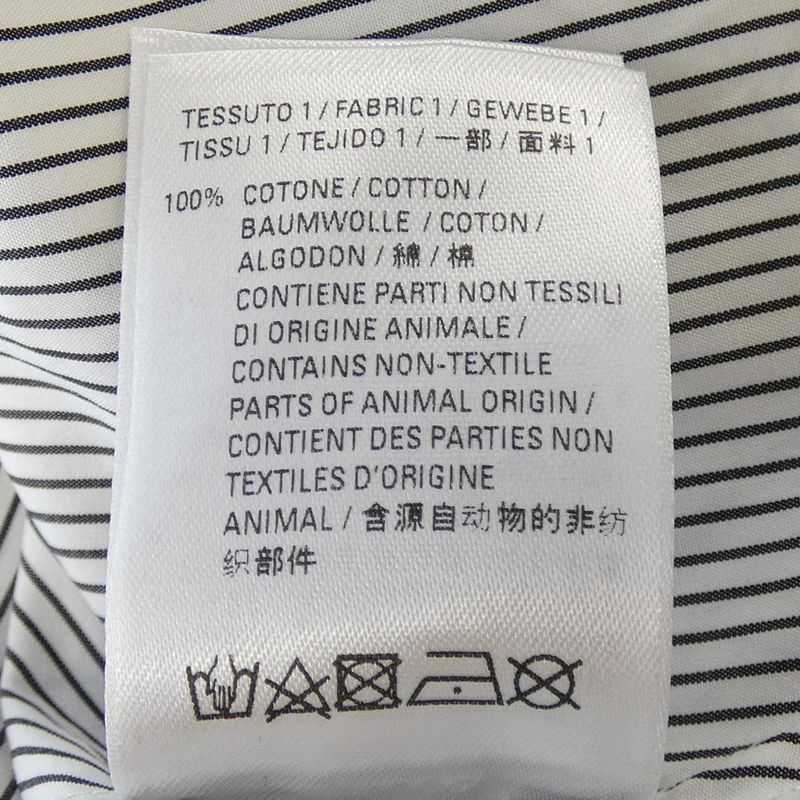 TESSUTO 1 / FABRIC 1 / GEWEBE 1 /
TISSU 1 / TEJIDO 1 / 一部 / 面料 1
100% COTONE / COTTON /
BAUMWOLLE / COTON /
ALGODON / 綿 / 棉
CONTIENE PARTI NON TESSILI
DI ORIGINE ANIMALE /
CONTAINS NON-TEXTILE
PARTS OF ANIMAL ORIGIN /
CONTIENT DES PARTIES NON
TEXTILES D'ORIGINE
ANIMAL / 含源自动物的非纺
织部件